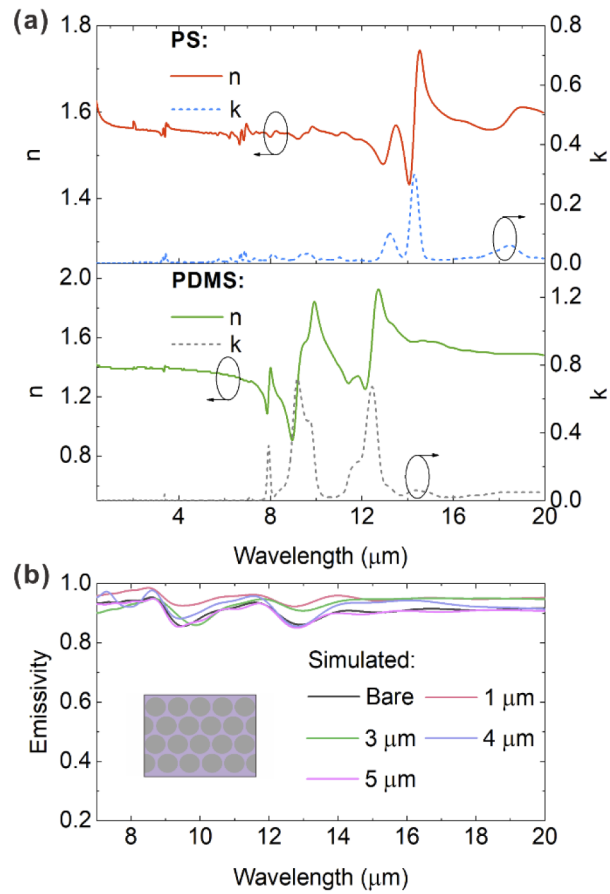 (a)
1.8
0.8
PS:
n
k
0.6
1.6
n
0.4
k
1.4
0.2
0.0
2.0
PDMS:
n
k
1.2
1.6
n
0.8
k
1.2
0.4
0.8
0.0
4 8 12 16 20
Wavelength (μm)
(b)
1.0
0.8
Emissivity
0.6
0.4
0.2
Simulated:
Bare 1 μm
3 μm 4 μm
5 μm
8 10 12 14 16 18 20
Wavelength (μm)